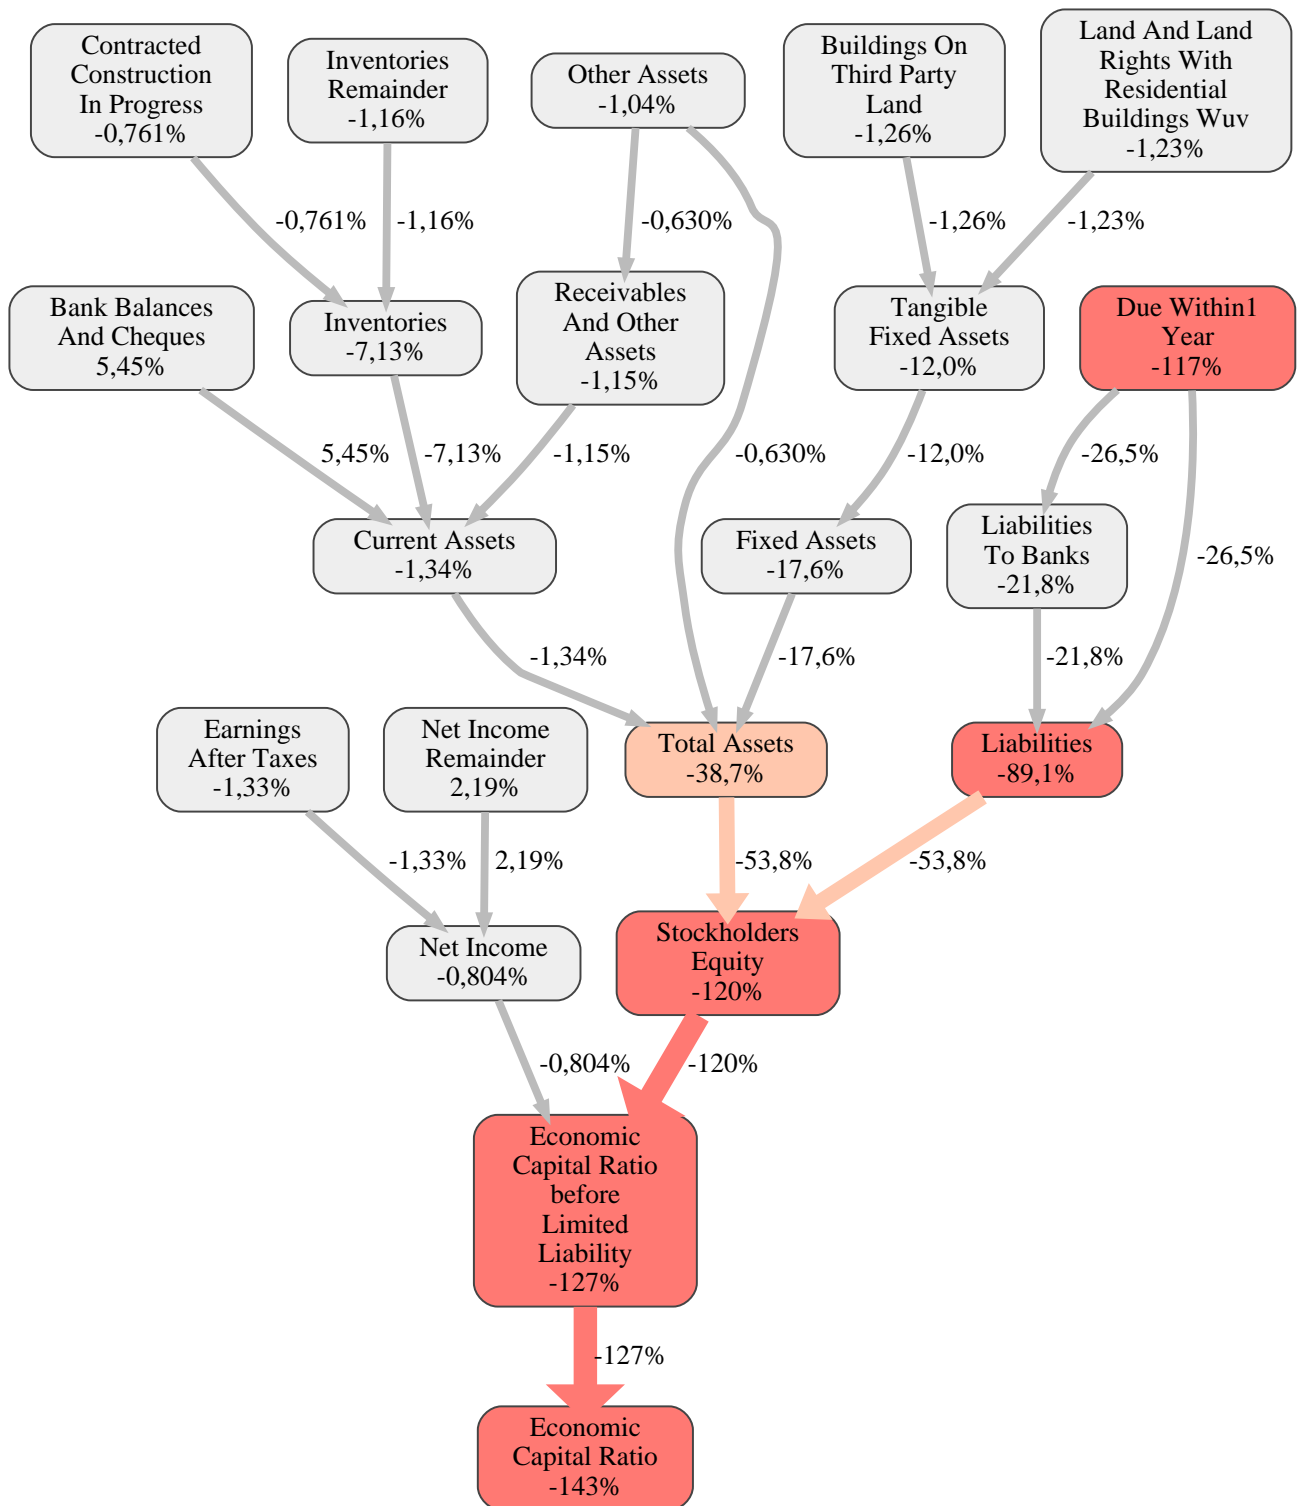 Contracted
Construction
In Progress
-0,761%
Inventories
Remainder
-1,16%
Other Assets
-1,04%
Buildings On
Third Party
Land
-1,26%
Land And Land
Rights With
Residential
Buildings Wuv
-1,23%
-0,761%
-1,16%
-0,630%
-1,26%
-1,23%
Bank Balances
And Cheques
5,45%
Inventories
-7,13%
Receivables
And Other
Assets
-1,15%
Tangible
Fixed Assets
-12,0%
Due Within1
Year
-117%
5,45%
-7,13%
-1,15%
-0,630%
-12,0%
-26,5%
-26,5%
Current Assets
-1,34%
Fixed Assets
-17,6%
Liabilities
To Banks
-21,8%
-1,34%
-17,6%
-21,8%
Earnings
After Taxes
-1,33%
Net Income
Remainder
2,19%
Total Assets
-38,7%
Liabilities
-89,1%
-1,33%
2,19%
-53,8%
-53,8%
Net Income
-0,804%
Stockholders
Equity
-120%
-0,804%
-120%
Economic
Capital Ratio
before
Limited
Liability
-127%
-127%
Economic
Capital Ratio
-143%